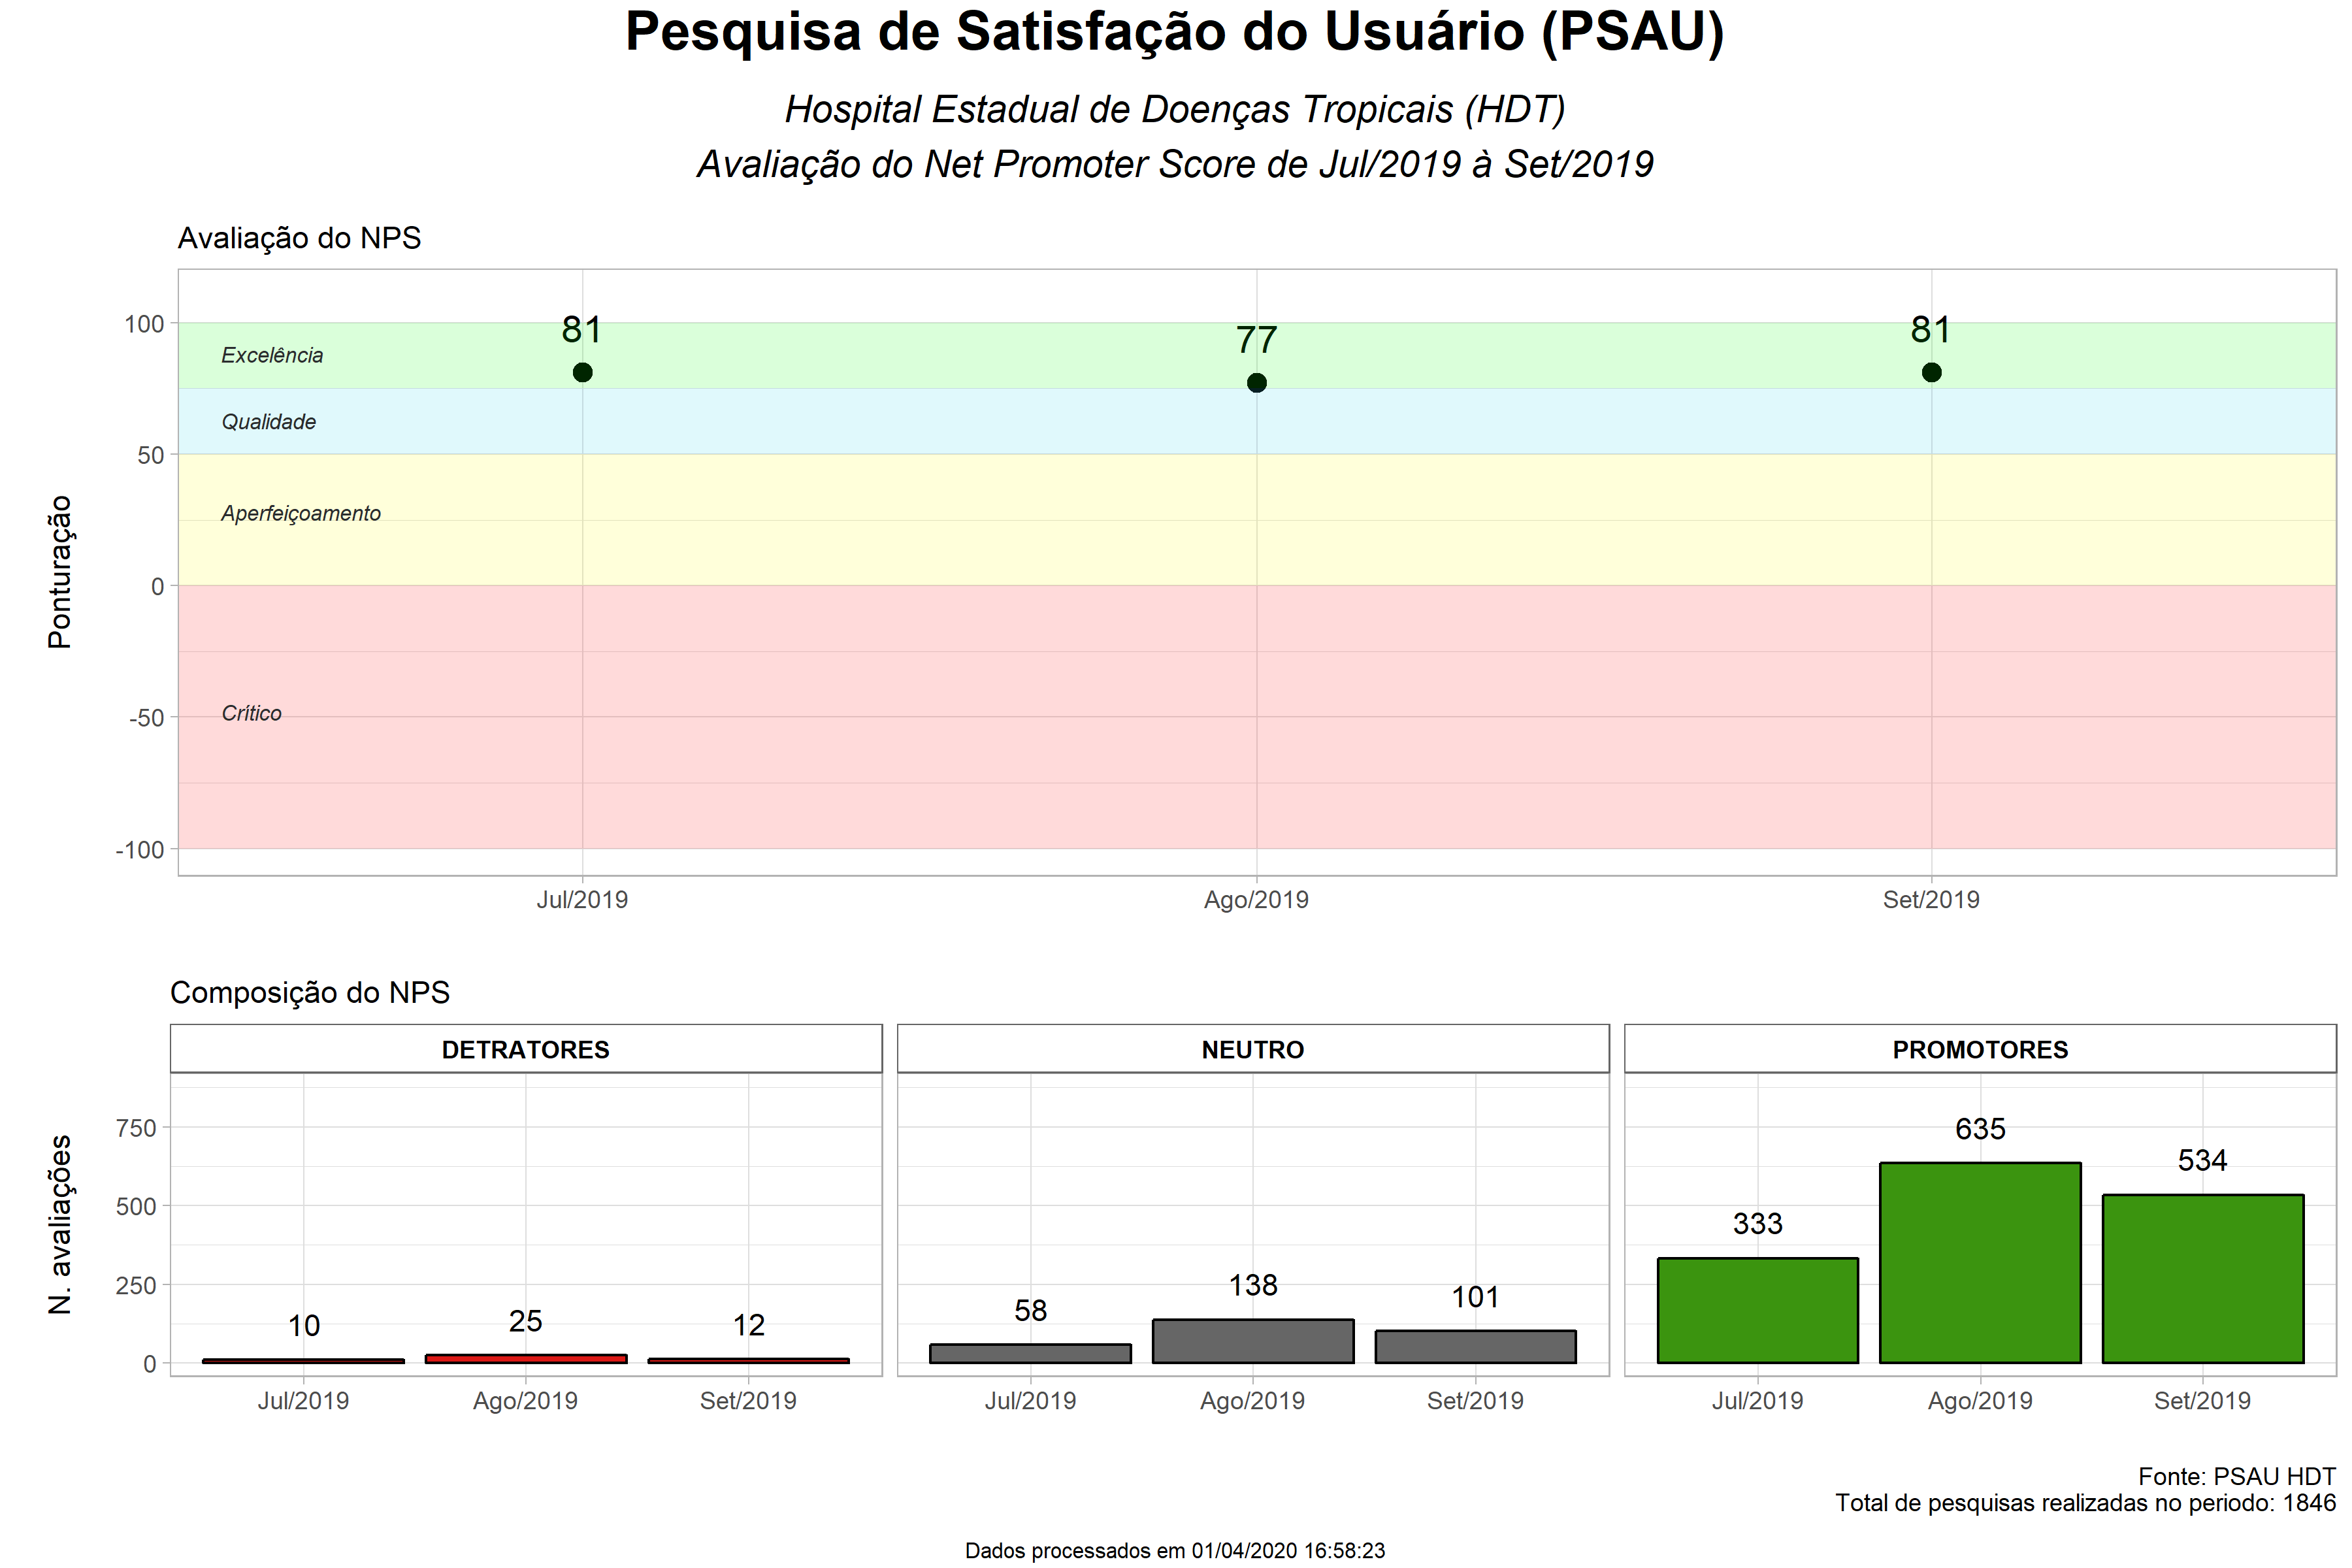 Pesquisa de Satisfação do Usuário (PSAU)
Hospital Estadual de Doenças Tropicais (HDT)
Avaliação do Net Promoter Score de Jul/2019 à Set/2019
Avaliação do NPS
Ponturação
100
50
0
-50
-100
Excelência
Qualidade
Aperfeiçoamento
Crítico
81
77
81
Jul/2019
Ago/2019
Set/2019
Composição do NPS
N. avaliações
DETRATORES
NEUTRO
PROMOTORES
750
500
250
0
10
25
12
58
138
101
333
635
534
Jul/2019
Ago/2019
Set/2019
Jul/2019
Ago/2019
Set/2019
Jul/2019
Ago/2019
Set/2019
Fonte: PSAU HDT
Total de pesquisas realizadas no periodo: 1846
Dados processados em 01/04/2020 16:58:23